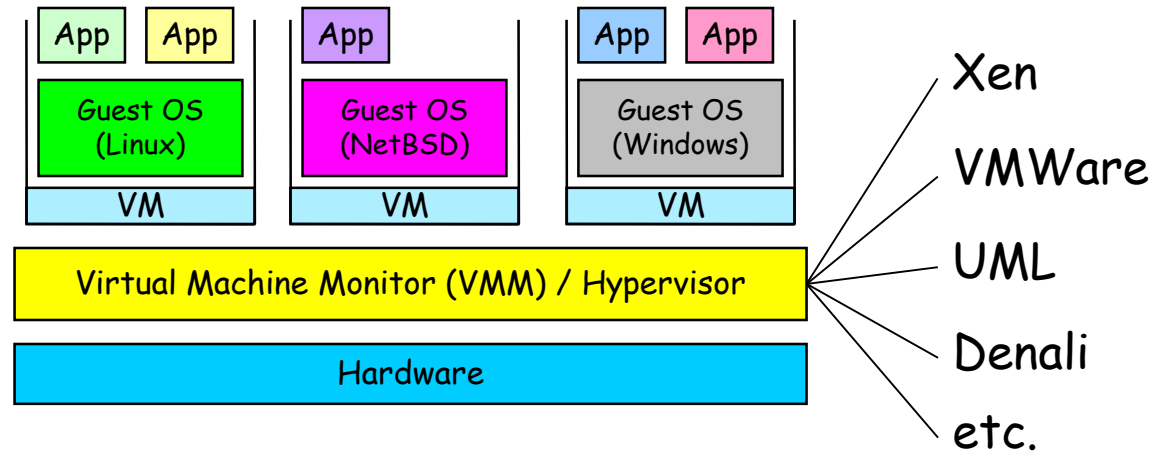 App
App
App
App
App
Guest OS
(Linux)
Guest OS
(NetBSD)
Guest OS
(Windows)
VM
VM
VM
Virtual Machine Monitor (VMM) / Hypervisor
Hardware
Xen
VMWare
UML
Denali
etc.